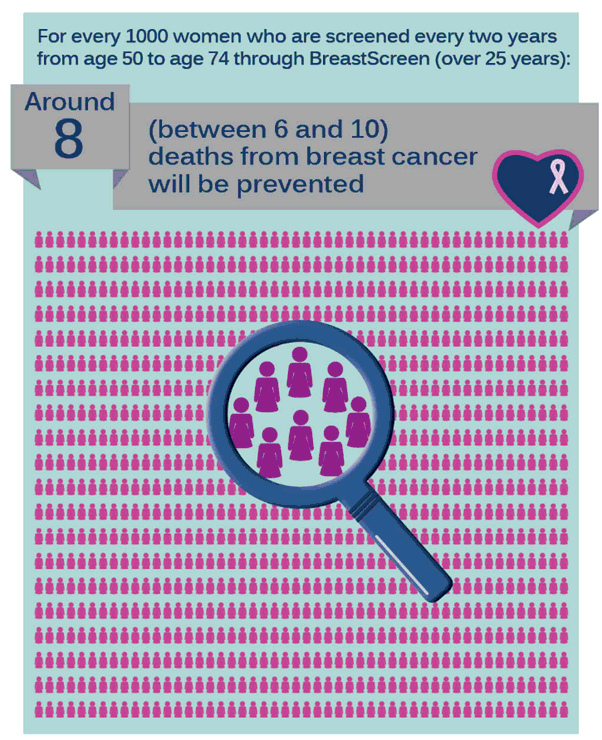 For every 1000 women who are screened every two years
from age 50 to age 74 through BreastScreen (over 25 years):
Around
8
(between 6 and 10)
deaths from breast cancer
will be prevented